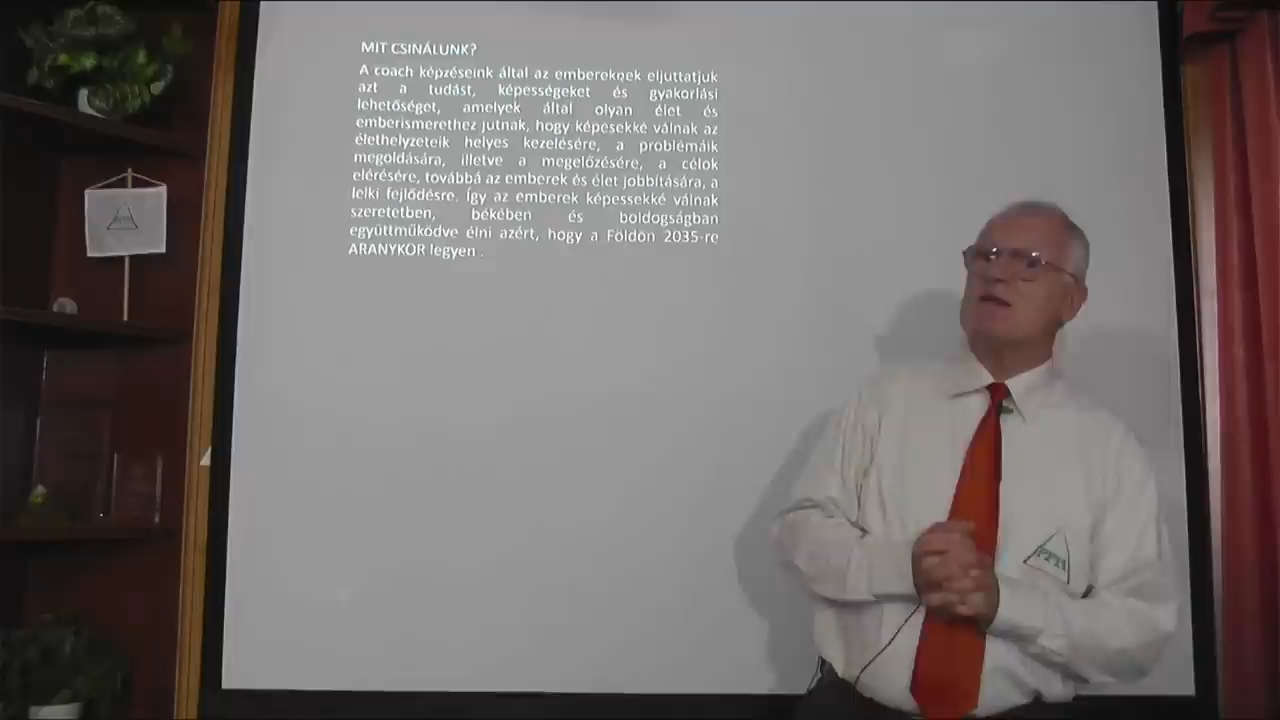 MIT CSINÁLUNK?
A coach képzéseink által az embereknek eljuttatjuk
azt a tudást, képességeket és gyakorlási
lehetőséget, amelyek által olyan élet és
emberismerethez jutnak, hogy képesekké válnak az
élethelyzeteik helyes kezelésére, a problémáik
megoldására, illetve a megelőzésére, a célok
elérésére, továbbá az emberek és élet jobbítására, a
lelki fejlődésre. Így az emberek képessekké válnak
szeretetben, békében és boldogságban
együttműködve élni azért, hogy a Földön 2035-re
ARANYKOR legyen .